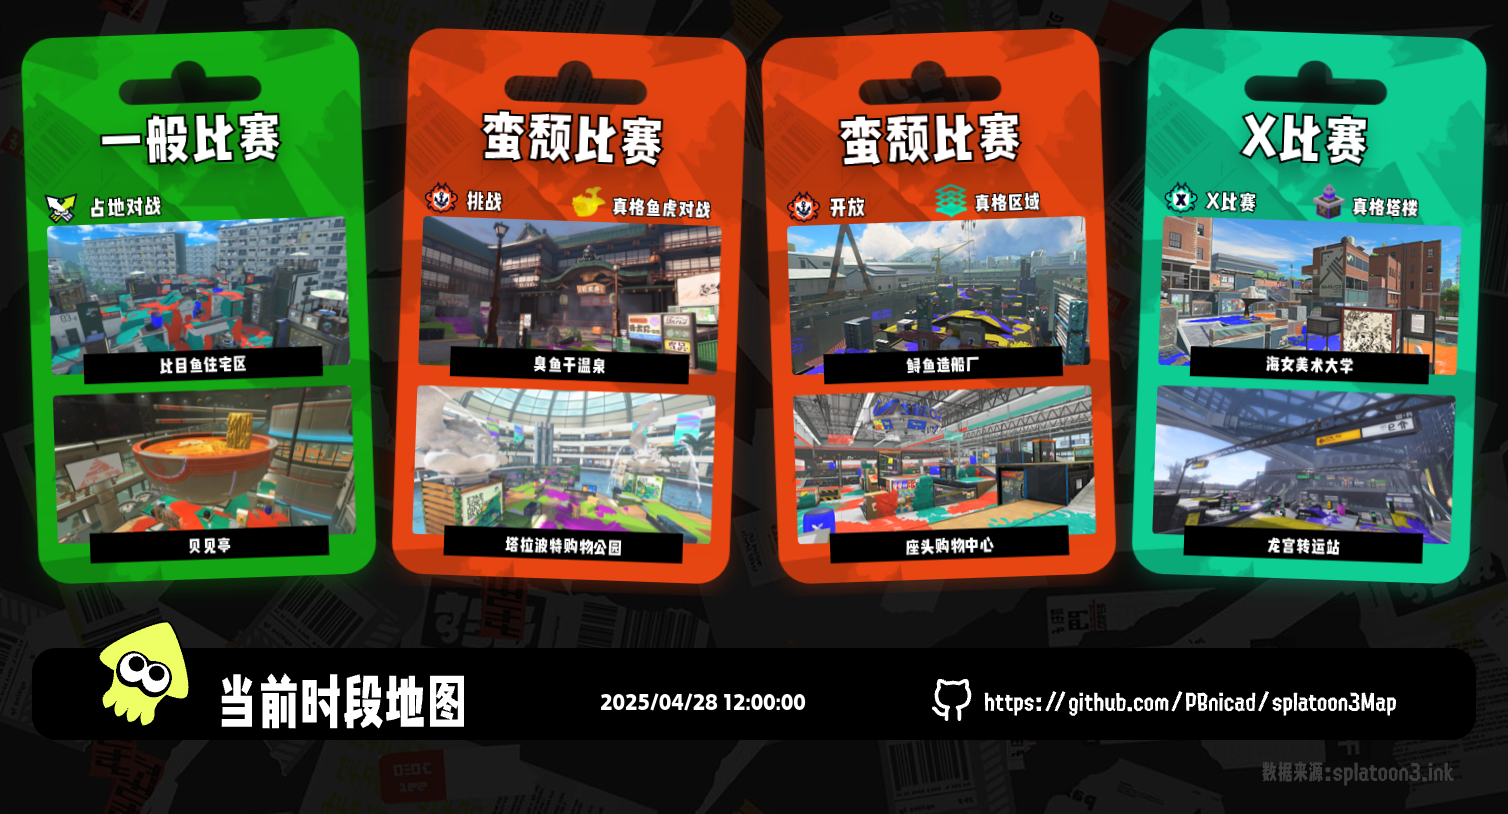 一般比赛
占地对战
比目鱼住宅区
贝见亭
蛮颓比赛
挑战
真格鱼虎对战
臭鱼干温泉
塔拉波特购物公园
蛮颓比赛
开放
真格区域
鲟鱼造船厂
座头购物中心
X比赛
X比赛
真格塔楼
海女美术大学
龙宫转运站
当前时段地图
2025/04/28 12:00:00
https://github.com/PBnicad/splatoon3Map
数据来源:splatoon3.ink